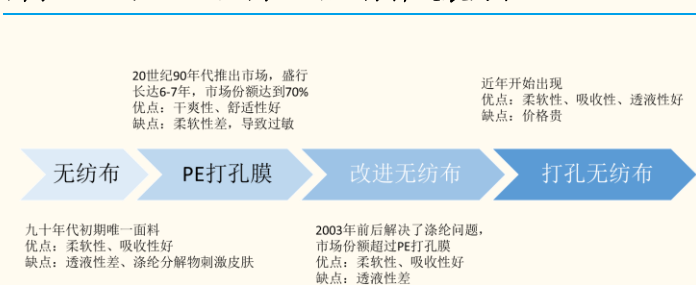 20世纪90年代推出市场，盛行
长达6-7年，市场份额达到70%
优点：干爽性、舒适性好
缺点：柔软性差，导致过敏
近年开始出现
优点：柔软性、吸收性、透液性好
缺点：价格贵
无纺布
PE打孔膜
改进无纺布
打孔无纺布
九十年代初期唯一面料
优点：柔软性、吸收性好
缺点：透液性差、涤纶分解物刺激皮肤
2003年前后解决了涤纶问题，
市场份额超过PE打孔膜
优点：柔软性、吸收性好
缺点：透液性差